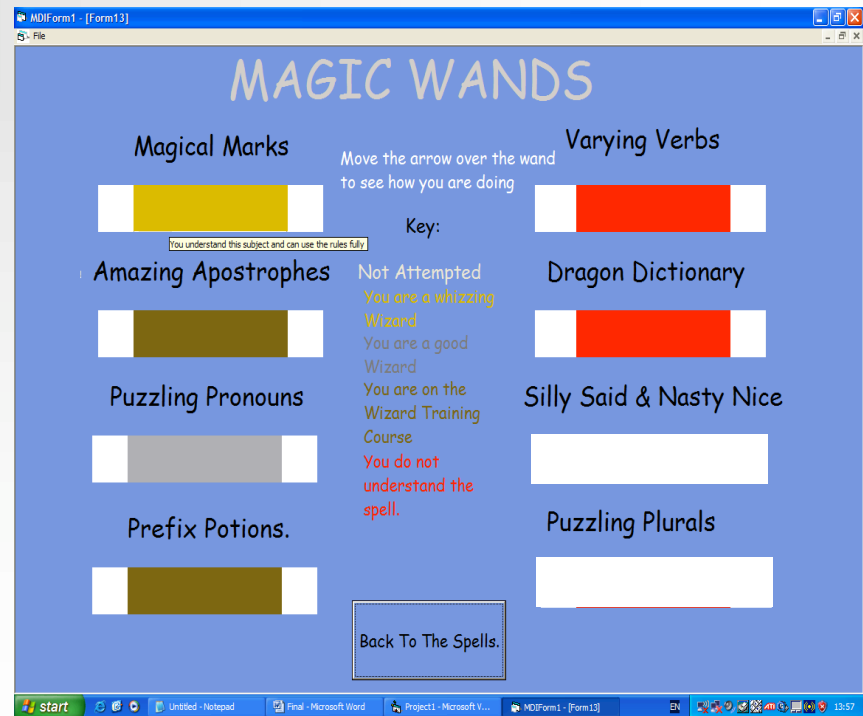 MDIForm1 - [Form13]
File
MAGIC WANDS
Magical Marks
Move the arrow over the wand
to see how you are doing
Varying Verbs
You understand this subject and can use the rules fully
Key:
Amazing Apostrophes
Not Attempted
You are a whizzing
Wizard
You are a good
Wizard
You are on the
Wizard Training
Course
You do not
understand the
spell.
Dragon Dictionary
Puzzling Pronouns
Silly Said & Nasty Nice
Prefix Potions.
Puzzling Plurals
Back To The Spells.
start
Untitled - Notepad
Final - Microsoft Word
Project1 - Microsoft V...
MDIForm1 - [Form13]
EN
13:57